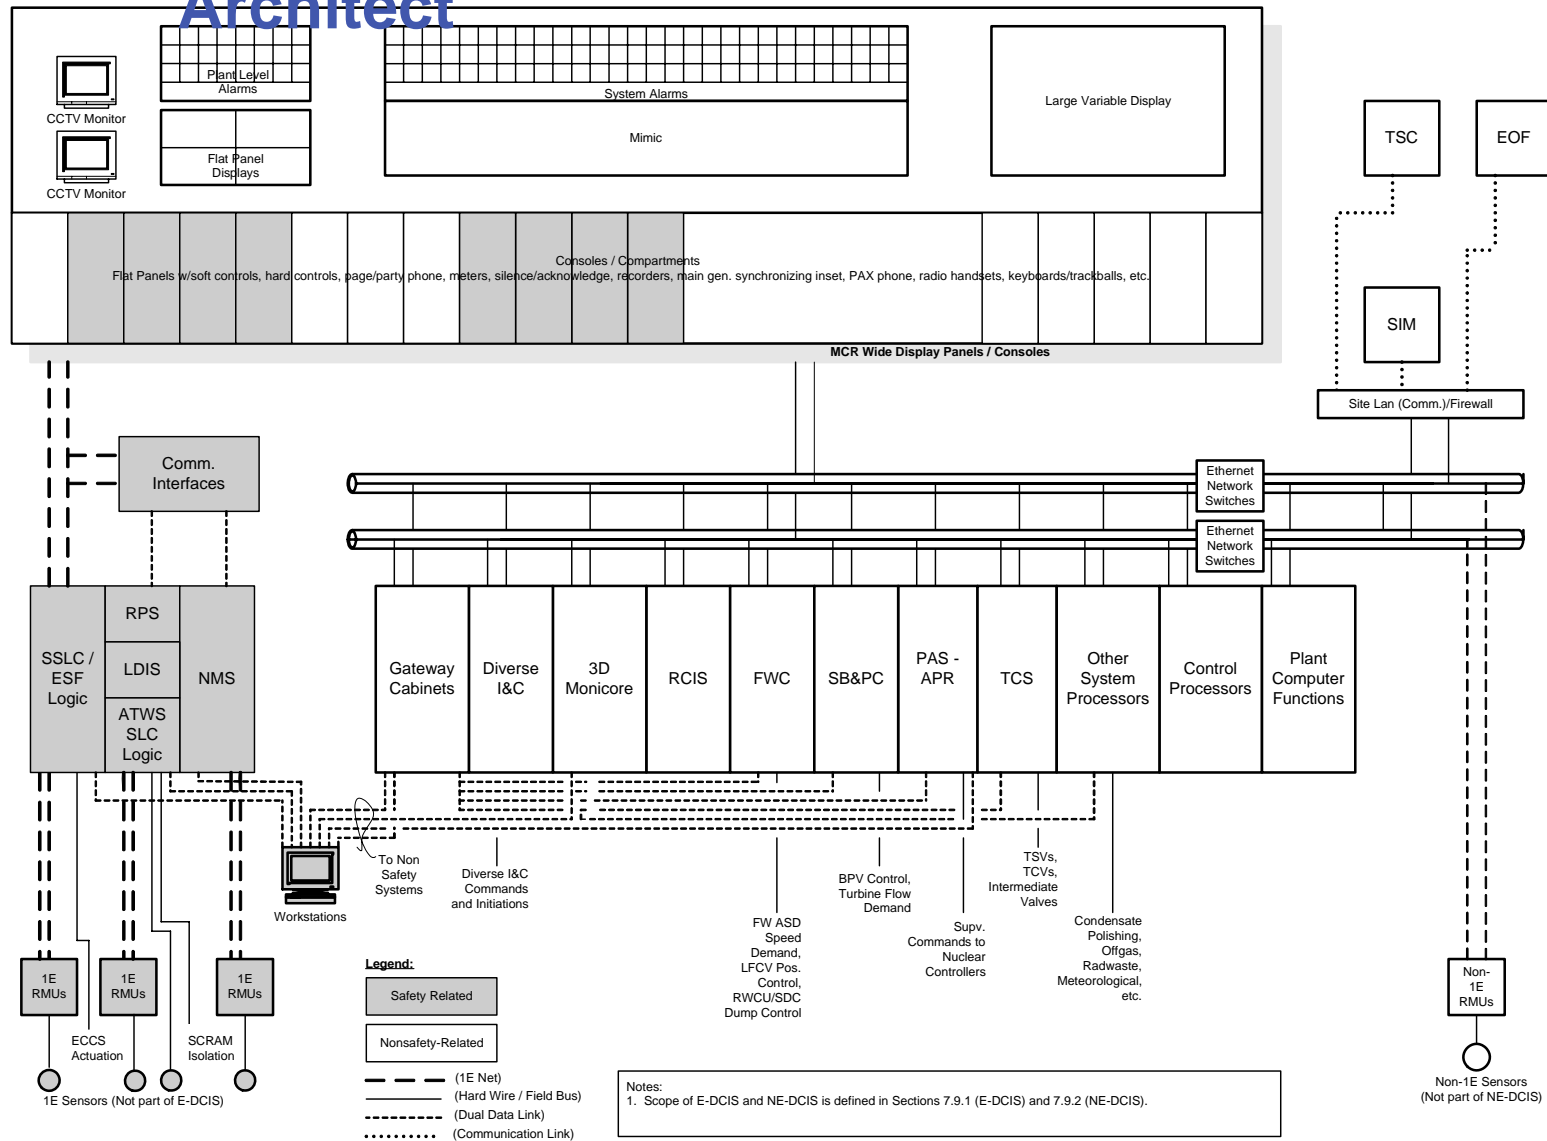 Architect
Plant Level
Alarms
System Alarms
CCTV Monitor
Mimic
Large Variable Display
Flat Panel
Displays
CCTV Monitor
TSC
EOF
Consoles / Compartments
Flat Panels w/soft controls, hard controls, page/party phone, meters, silence/acknowledge, recorders, main gen. synchronizing inset, PAX phone, radio handsets, keyboards/trackballs, etc.
SIM
MCR Wide Display Panels / Consoles
Site Lan (Comm.)/Firewall
Comm.
Interfaces
Ethernet
Network
Switches
Ethernet
Network
Switches
SSLC /
ESF
Logic
RPS
LDIS
ATWS
SLC
Logic
NMS
Gateway
Cabinets
Diverse
I&C
3D
Monicore
RCIS
FWC
SB&PC
PAS -
APR
TCS
Other
System
Processors
Control
Processors
Plant
Computer
Functions
To Non
Safety
Systems
Workstations
Diverse I&C
Commands
and Initiations
FW ASD
Speed
Demand,
LFCV Pos.
Control,
RWCU/SDC
Dump Control
BPV Control,
Turbine Flow
Demand
Supv.
Commands to
Nuclear
Controllers
TSVs,
TCVs,
Intermediate
Valves
Condensate
Polishing,
Offgas,
Radwaste,
Meteorological,
etc.
1E
RMUs
1E
RMUs
1E
RMUs
Non-
1E
RMUs
ECCS
Actuation
SCRAM
Isolation
1E Sensors (Not part of E-DCIS)
Non-1E Sensors
(Not part of NE-DCIS)
Legend:
Safety Related
Nonsafety-Related
(1E Net)
(Hard Wire / Field Bus)
(Dual Data Link)
(Communication Link)
Notes:
1. Scope of E-DCIS and NE-DCIS is defined in Sections 7.9.1 (E-DCIS) and 7.9.2 (NE-DCIS).